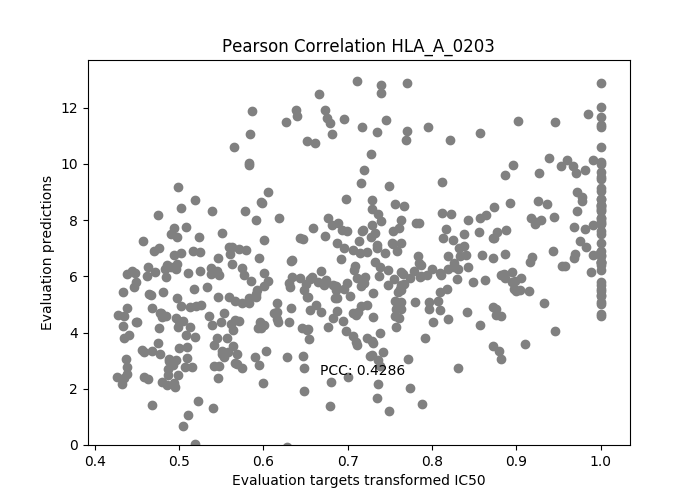 Pearson Correlation HLA_A_0203
Evaluation predictions
12
10
8
6
4
2
0
PCC: 0.4286
0.4 0.5 0.6 0.7 0.8 0.9 1.0
Evaluation targets transformed IC50